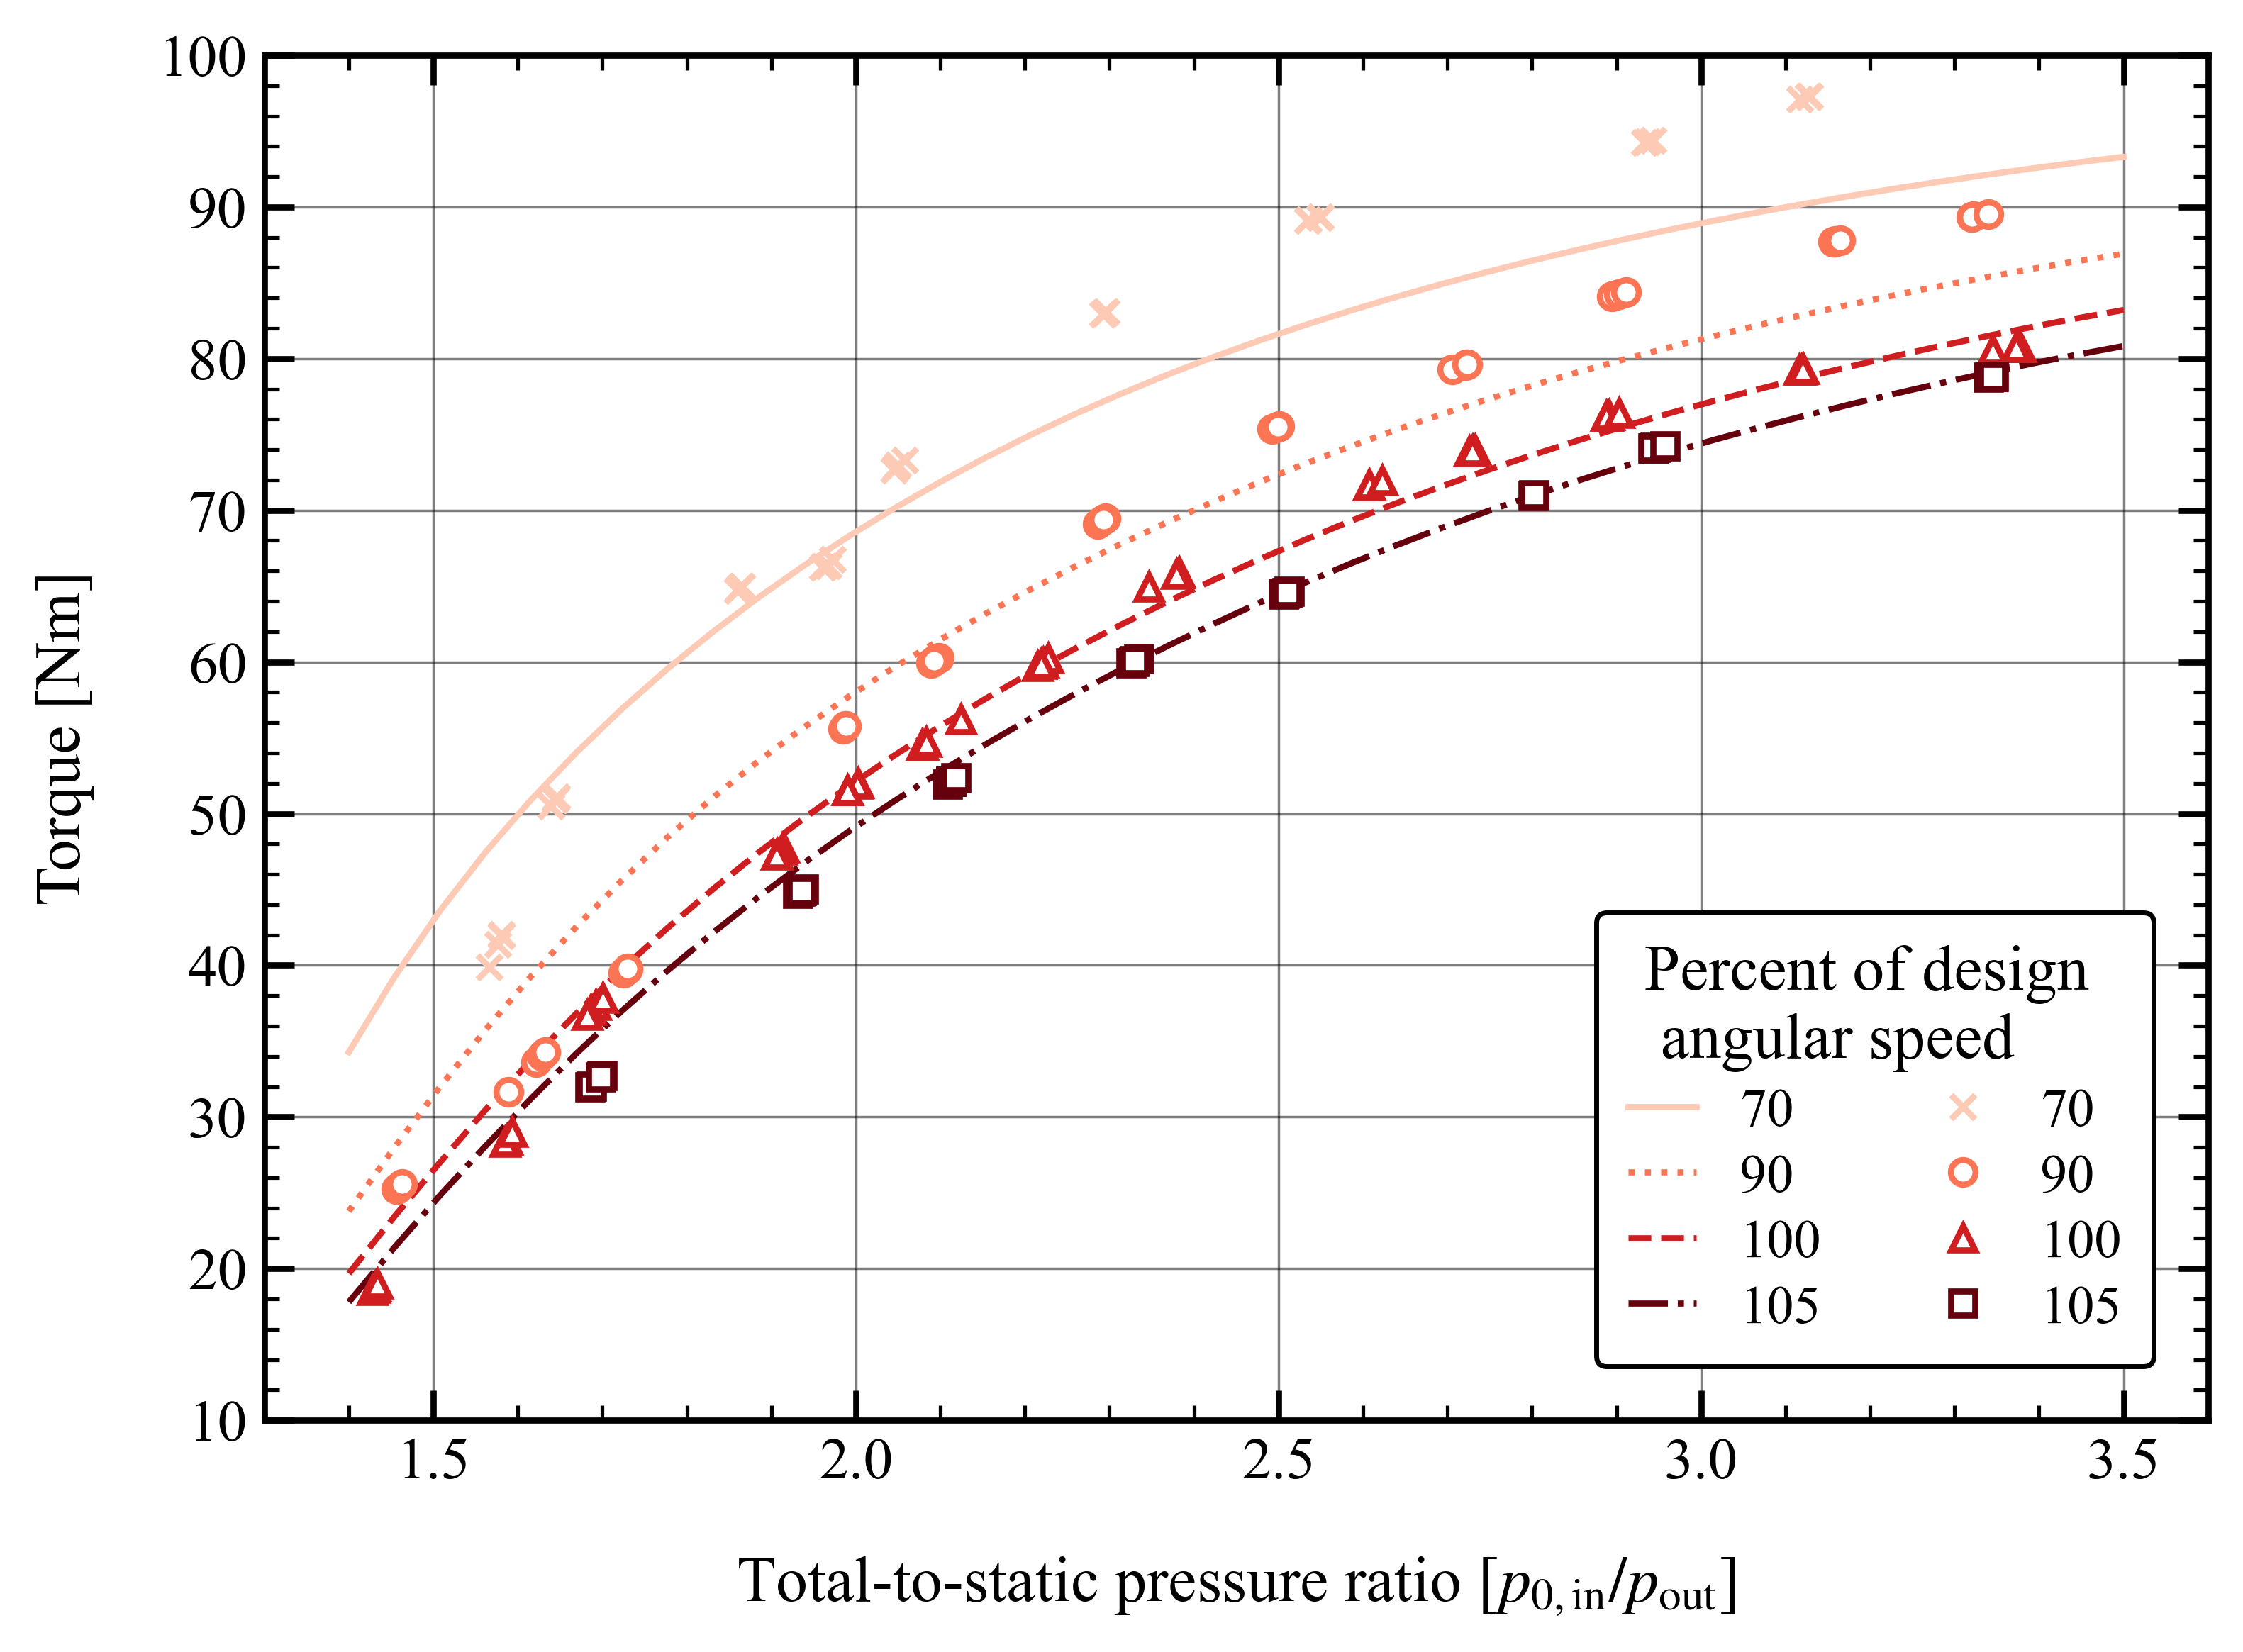 100
90
80
70
60
50
40
30
20
10
Torque [Nm]
1.5 2.0 2.5 3.0 3.5
Total-to-static pressure ratio [p0, in/pout]
Percent of design
angular speed
70 70
90 90
100 100
105 105